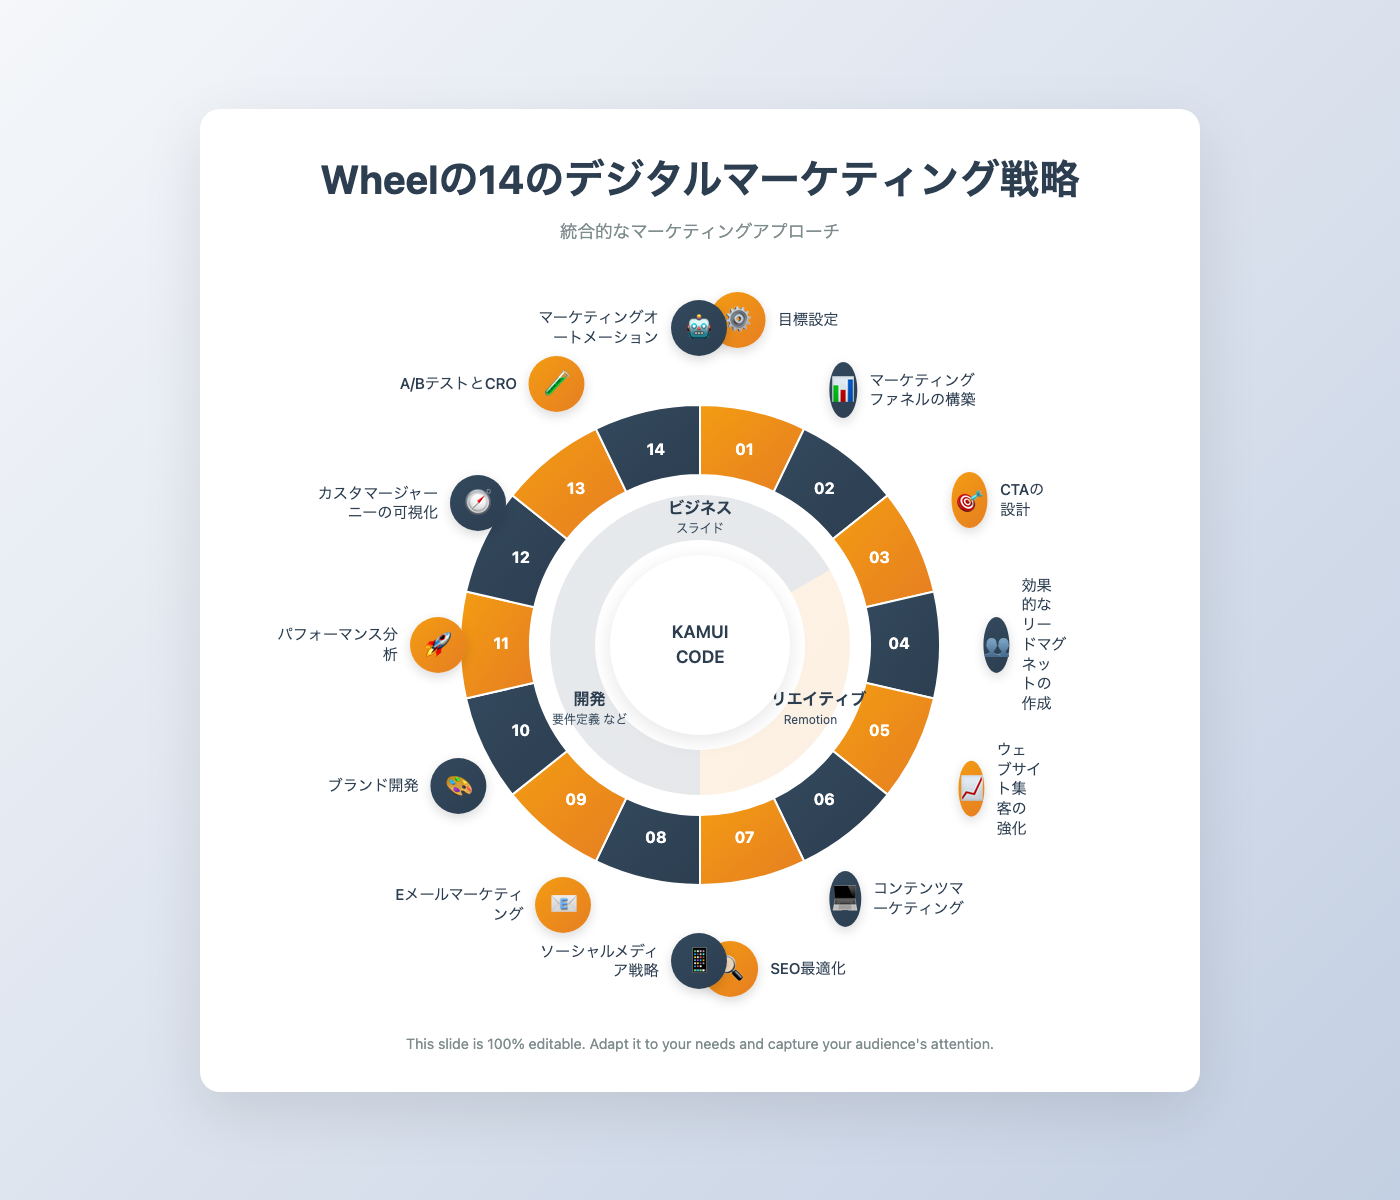 Wheelの14のデジタルマーケティング戦略
統合的なマーケティングアプローチ
マーケティングオ
ートメーション
目標設定
A/BテストとCRO
マーケティング
ファネルの構築
カスタマージャー
ニーの可視化
CTAの
設計
パフォーマンス分
析
効果
的な
リー
ドマグ
ネッ
トの
作成
ブランド開発
ウェ
ブサイ
ト集
客の
強化
Eメールマーケティ
ング
コンテンツマ
ーケティング
ソーシャルメディ
ア戦略
SEO最適化
01
02
03
04
05
06
07
08
09
10
11
12
13
14
ビジネス
スライド
KAMUI
CODE
開発
要件定義 など
リエイティブ
Remotion
This slide is 100% editable. Adapt it to your needs and capture your audience's attention.